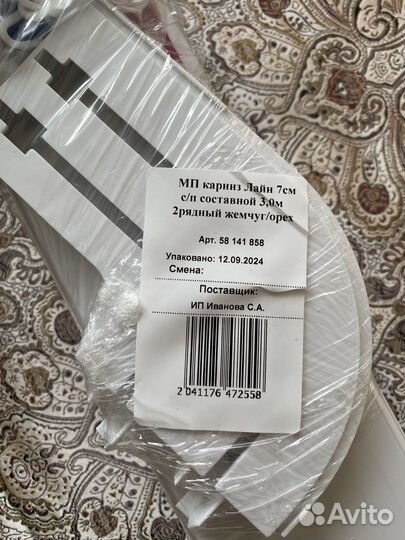 МП карниз Лайн 7см
с/п составной 3,0м
2рядный жемчуг/орех
Арт. 58 141 858
Упаковано: 12.09.2024
Смена:
Поставщик:
ИП Иванова С.А.
2 041176 472558
Avito